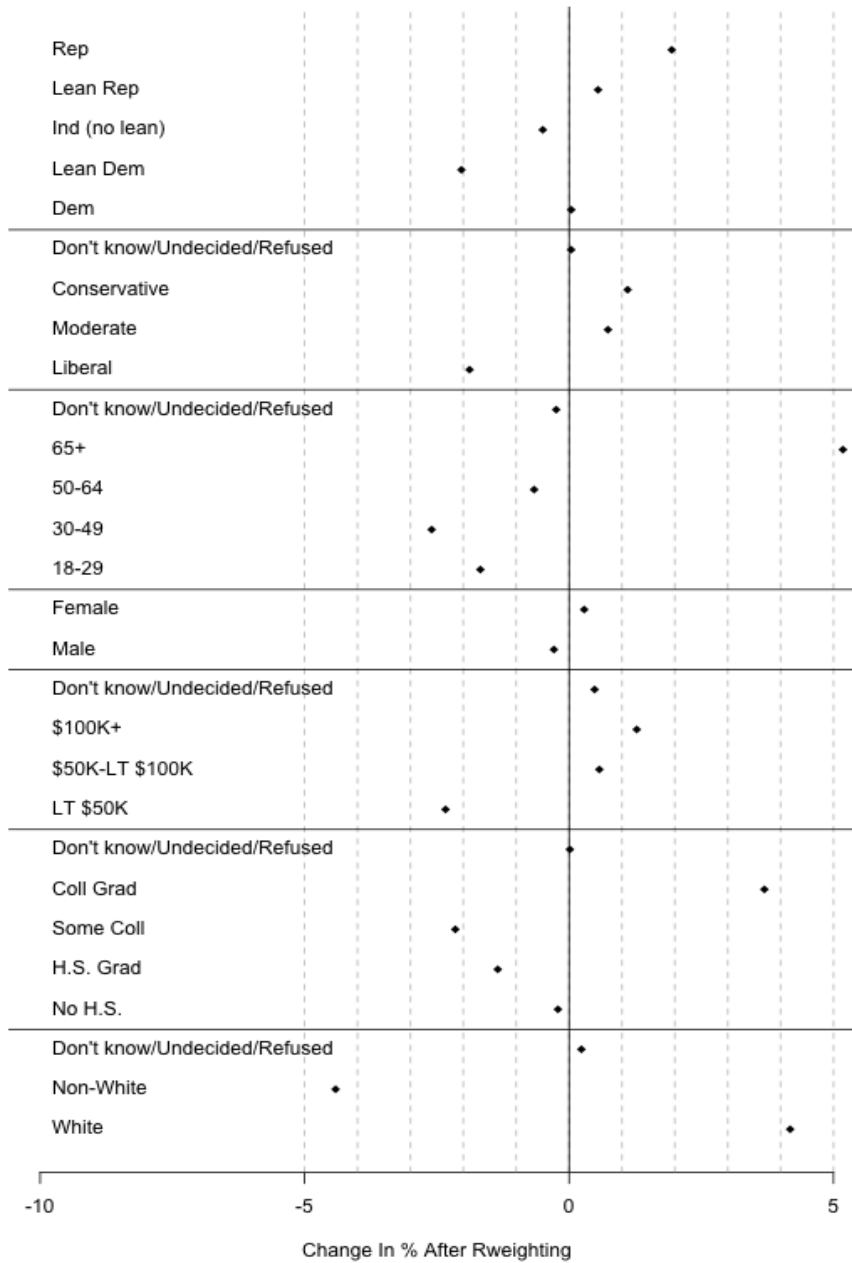 Rep
Lean Rep
Ind (no lean)
Lean Dem
Dem
Don't know/Undecided/Refused
Conservative
Moderate
Liberal
Don't know/Undecided/Refused
65+
50-64
30-49
18-29
Female
Male
Don't know/Undecided/Refused
$100K+
$50K-LT $100K
LT $50K
Don't know/Undecided/Refused
Coll Grad
Some Coll
H.S. Grad
No H.S.
Don't know/Undecided/Refused
Non-White
White
-10 -5 0 5
Change In % After Rweighting